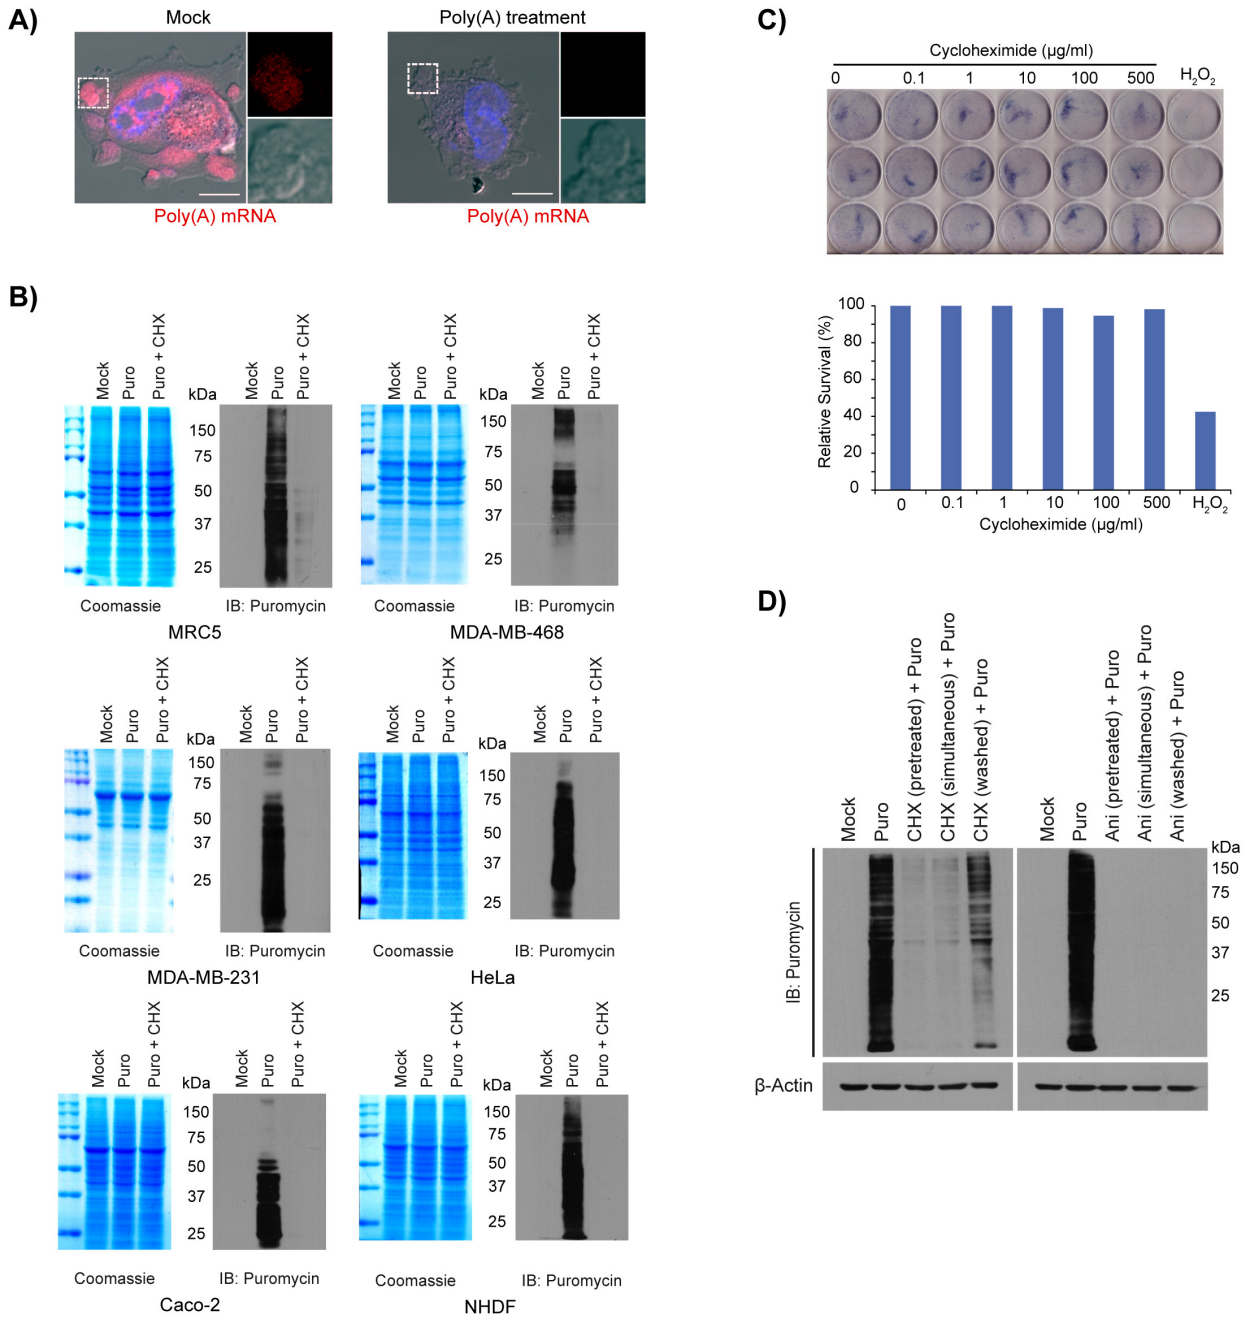 A)
Mock
Poly(A) treatment
Poly(A) mRNA
Poly(A) mRNA
B)
Mock
Puro
Puro + CHX
Mock
Puro
Puro + CHX
kDa
150
75
50
37
25
Coomassie
IB: Puromycin
MRC5
Mock
Puro
Puro + CHX
Mock
Puro
Puro + CHX
kDa
150
75
50
37
25
Coomassie
IB: Puromycin
MDA-MB-468
Mock
Puro
Puro + CHX
Mock
Puro
Puro + CHX
kDa
150
75
50
37
25
Coomassie
IB: Puromycin
MDA-MB-231
Mock
Puro
Puro + CHX
Mock
Puro
Puro + CHX
kDa
150
75
50
37
25
Coomassie
IB: Puromycin
HeLa
Mock
Puro
Puro + CHX
Mock
Puro
Puro + CHX
kDa
150
75
50
37
25
Coomassie
IB: Puromycin
Caco-2
Mock
Puro
Puro + CHX
Mock
Puro
Puro + CHX
kDa
150
75
50
37
25
Coomassie
IB: Puromycin
NHDF
C)
Cycloheximide (µg/ml)
0 0.1 1 10 100 500 H₂O₂
Relative Survival (%)
100
80
60
40
20
0
0 0.1 1 10 100 500 H₂O₂
Cycloheximide (µg/ml)
D)
Mock
Puro
CHX (pretreated) + Puro
CHX (simultaneous) + Puro
CHX (washed) + Puro
Mock
Puro
Ani (pretreated) + Puro
Ani (simultaneous) + Puro
Ani (washed) + Puro
kDa
150
75
50
37
25
IB: Puromycin
β-Actin